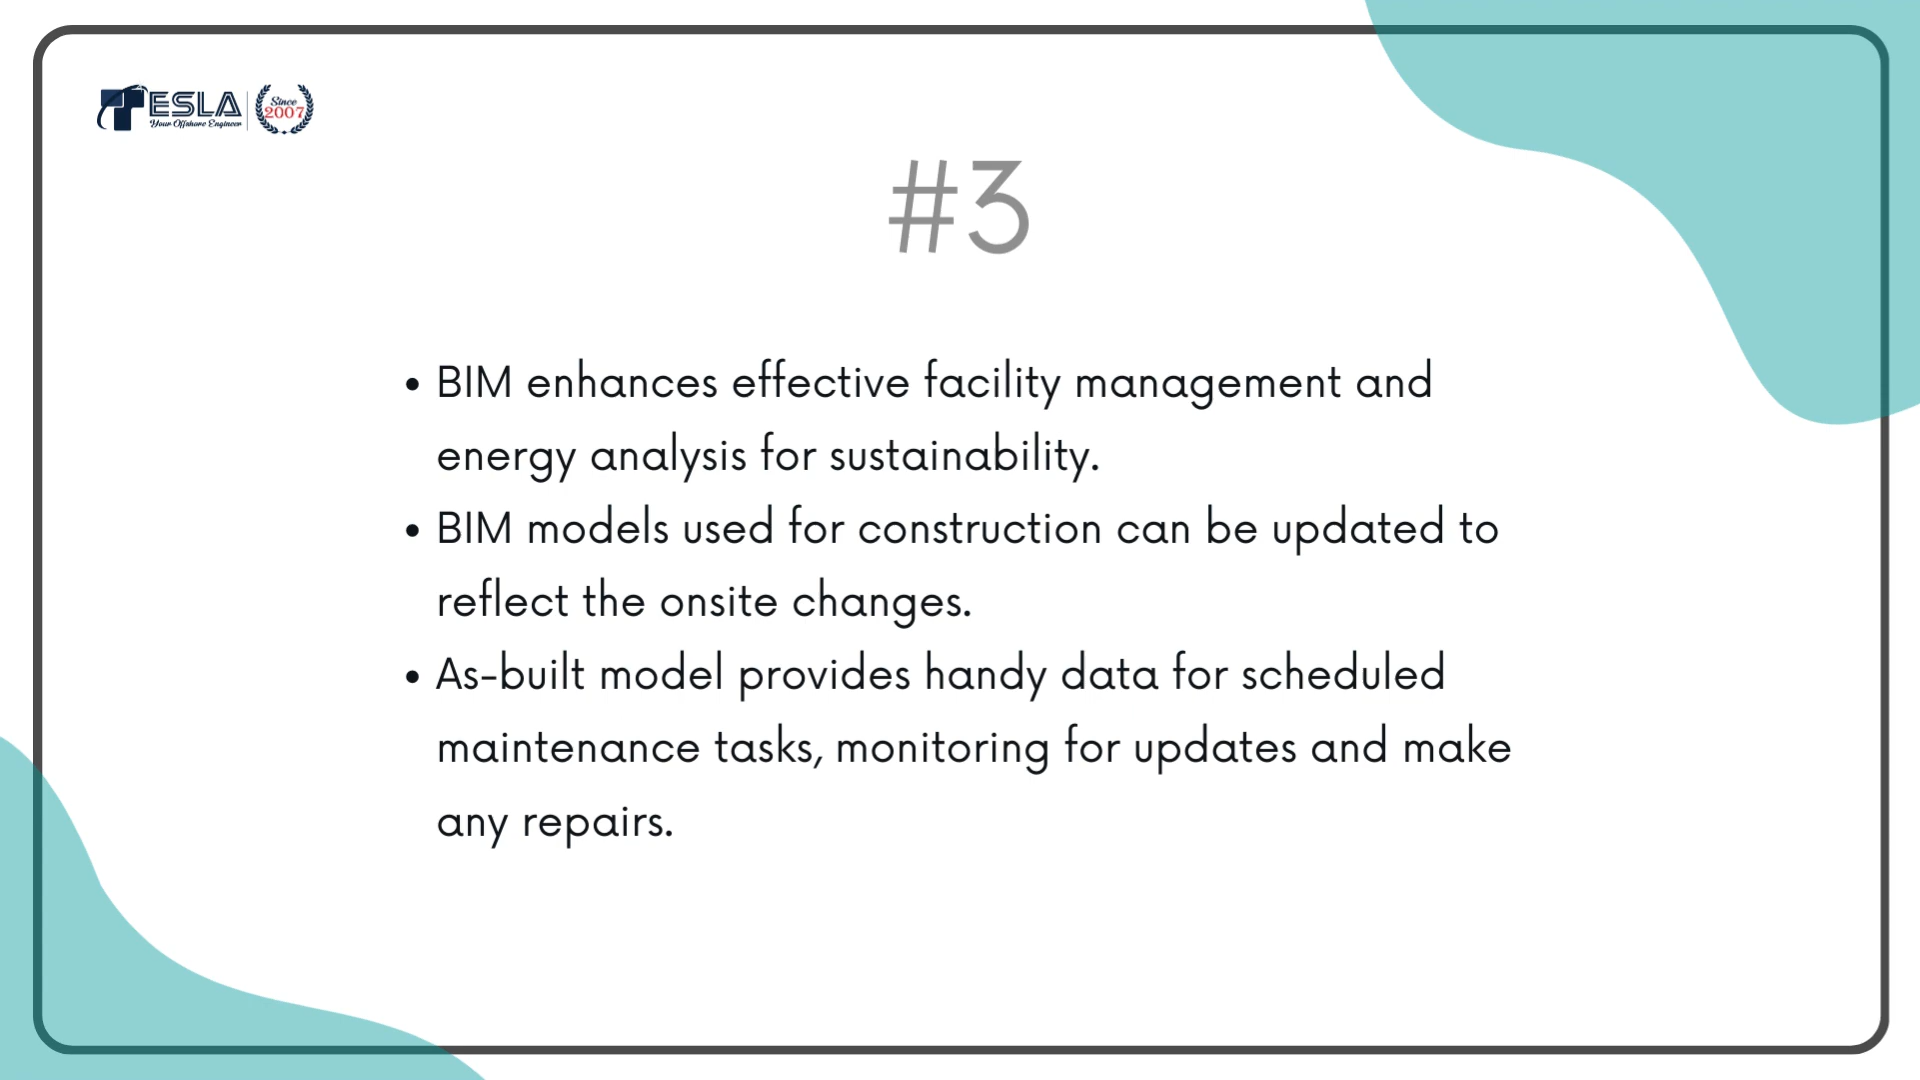 TESLA
Your Offshore Engineer
Since
2007
#3
• BIM enhances effective facility management and
energy analysis for sustainability.
• BIM models used for construction can be updated to
reflect the onsite changes.
• As-built model provides handy data for scheduled
maintenance tasks, monitoring for updates and make
any repairs.